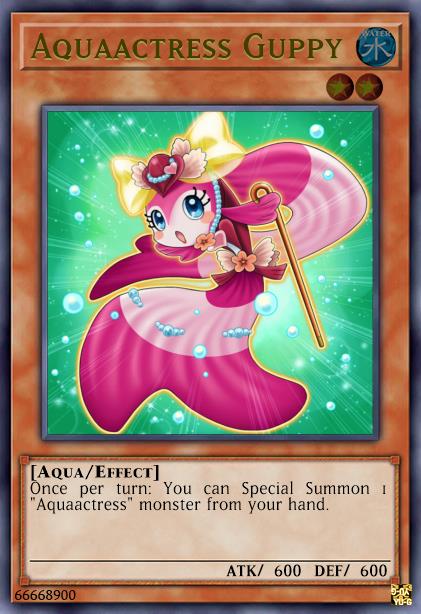 Aquaactress Guppy
WATER
水
[Aqua/Effect]
Once per turn: You can Special Summon 1
"Aquaactress" monster from your hand.
ATK/ 600 DEF/ 600
66668900